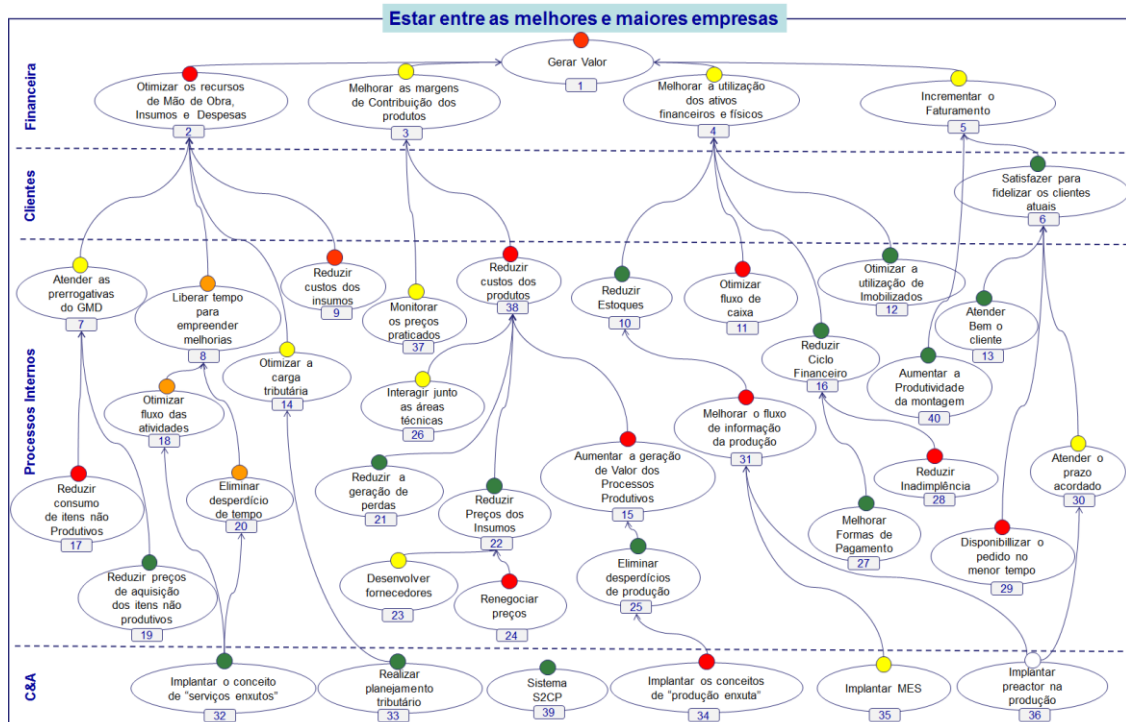 Estar entre as melhores e maiores empresas
Financeira
Gerar Valor
1
Otimizar os recursos
de Mão de Obra,
Insumos e Despesas
2
Melhorar as margens
de Contribuição dos
produtos
3
Melhorar a utilização
dos ativos
financeiros e físicos
4
Incrementar o
Faturamento
5
Clientes
Satisfazer para
fidelizar os clientes
atuais
6
Processos Internos
Atender as
prerrogativas
do GMD
7
Liberar tempo
para
empreender
melhorias
8
Reduzir
custos dos
insumos
9
Monitorar
os preços
praticados
37
Reduzir
custos dos
produtos
38
Reduzir
Estoques
10
Otimizar
fluxo de
caixa
11
Otimizar a
utilização de
Imobilizados
12
Atender
Bem o
cliente
13
Otimizar a
carga
tributária
14
Reduzir
Ciclo
Financeiro
16
Aumentar a
Produtividade
da montagem
40
Otimizar
fluxo das
atividades
18
Interagir junto
as áreas
técnicas
26
Melhorar o fluxo
de informação
da produção
31
Reduzir
consumo
de itens não
Produtivos
17
Eliminar
desperdício
de tempo
20
Reduzir a
geração de
perdas
21
Reduzir
Preços dos
Insumos
22
Aumentar a geração
de Valor dos
Processos
Produtivos
15
Reduzir
Inadimplência
28
Atender o
prazo
acordado
30
Melhorar
Formas de
Pagamento
27
Disponibillizar o
pedido no
menor tempo
29
Reduzir preços
de aquisição
dos itens não
produtivos
19
Desenvolver
fornecedores
23
Renegociar
preços
24
Eliminar
desperdícios
de produção
25
C&A
Implantar o conceito
de "serviços enxutos"
32
Realizar
planejamento
tributário
33
Sistema
S2CP
39
Implantar os conceitos
de "produção enxuta"
34
Implantar MES
35
Implantar
preactor na
produção
36